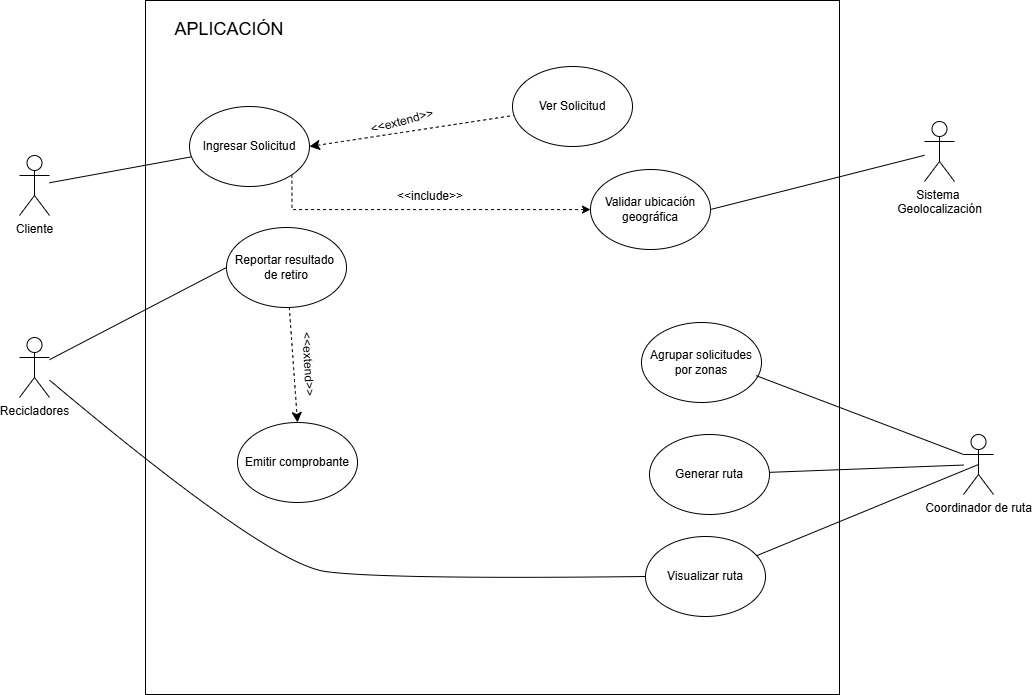 APLICACIÓN
Ver Solicitud
<<extend>>
Ingresar Solicitud
Cliente
<<include>>
Validar ubicación
geográfica
Sistema
Geolocalización
Reportar resultado
de retiro
<<extend>>
Recicladores
Agrupar solicitudes
por zonas
Emitir comprobante
Generar ruta
Coordinador de ruta
Visualizar ruta